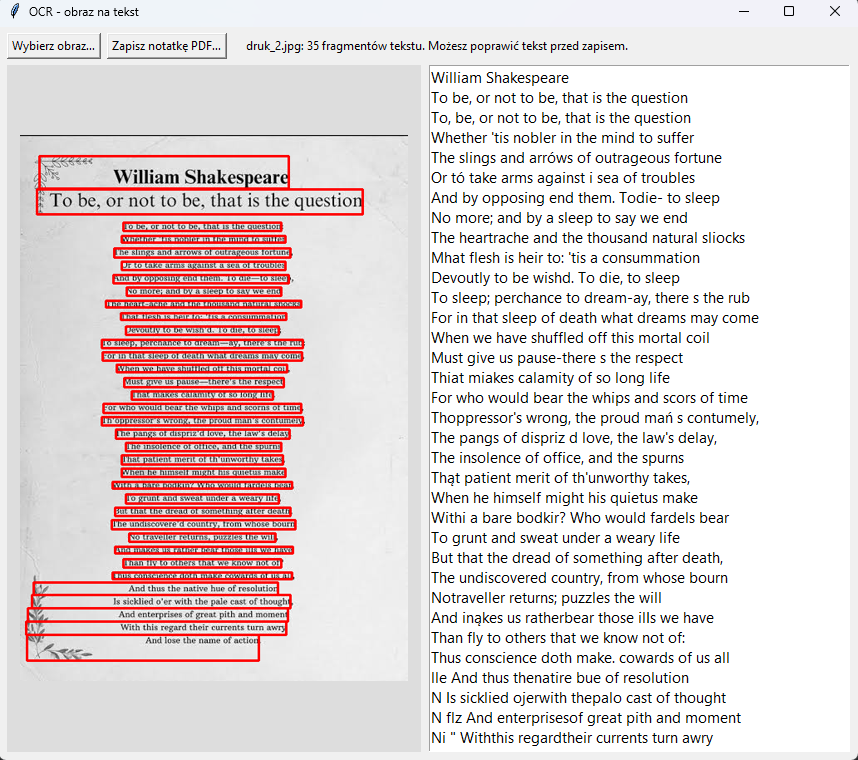 OCR - obraz na tekst
Wybierz obraz... Zapisz notatkę PDF... druk_2.jpg: 35 fragmentów tekstu. Możesz poprawić tekst przed zapisem.
William Shakespeare
To be, or not to be, that is the question
To be, or not to be, that is the question
Whether 'tis nobler in the mind to suffer
The slings and arrows of outrageous fortune,
Or to take arms against a sea of troubles
And by opposing end them. To die—to sleep,
No more; and by a sleep to say we end
The heart-ache and the thousand natural shocks
That flesh is heir to: 'tis a consummation
Devoutly to be wish'd. To die, to sleep;
To sleep, perchance to dream—ay, there's the rub:
For in that sleep of death what dreams may come,
When we have shuffled off this mortal coil,
Must give us pause—there's the respect
That makes calamity of so long life.
For who would bear the whips and scorns of time,
Th'oppressor's wrong, the proud man's contumely,
The pangs of dispriz'd love, the law's delay,
The insolence of office, and the spurns
That patient merit of th'unworthy takes,
When he himself might his quietus make
With a bare bodkin? Who would fardels bear,
To grunt and sweat under a weary life,
But that the dread of something after death,
The undiscovere'd country, from whose bourn
No traveller returns, puzzles the will,
And makes us rather bear those ills we have
Than fly to others that we know not of?
Thus conscience doth make cowards of us all,
And thus the native hue of resolution
Is sicklied o'er with the pale cast of thought,
And enterprises of great pith and moment
With this regard their currents turn awry
And lose the name of action.
William Shakespeare
To be, or not to be, that is the question
To, be, or not to be, that is the question
Whether 'tis nobler in the mind to suffer
The slings and arróws of outrageous fortune
Or tó take arms against i sea of troubles
And by opposing end them. Todie- to sleep
No more; and by a sleep to say we end
The heartrache and the thousand natural sliocks
Mhat flesh is heir to: 'tis a consummation
Devoutly to be wishd. To die, to sleep
To sleep; perchance to dream-ay, there s the rub
For in that sleep of death what dreams may come
When we have shuffled off this mortal coil
Must give us pause-there s the respect
Thiat miakes calamity of so long life
For who would bear the whips and scors of time
Thoppressor's wrong, the proud mań s contumely,
The pangs of dispriz d love, the law's delay,
The insolence of office, and the spurns
Thąt patient merit of th'unworthy takes,
When he himself might his quietus make
Withi a bare bodkir? Who would fardels bear
To grunt and sweat under a weary life
But that the dread of something after death,
The undiscovered country, from whose bourn
Notraveller returns; puzzles the will
And inąkes us ratherbear those ills we have
Than fly to others that we know not of:
Thus conscience doth make. cowards of us all
lle And thus thenatire bue of resolution
N Is sicklied ojerwith thepalo cast of thought
N flz And enterprisesof great pith and moment
Ni " Withthis regardtheir currents turn awry